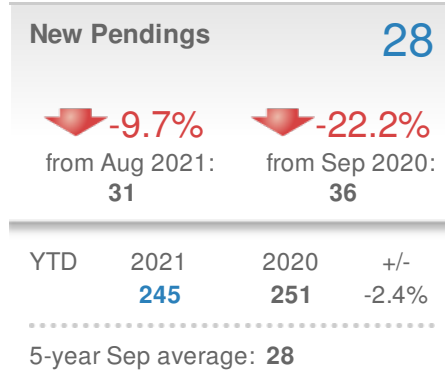 New Pendings 28
-9.7% -22.2%
from Aug 2021: from Sep 2020:
31 36
YTD 2021 2020 +/-
245 251 -2.4%
5-year Sep average: 28